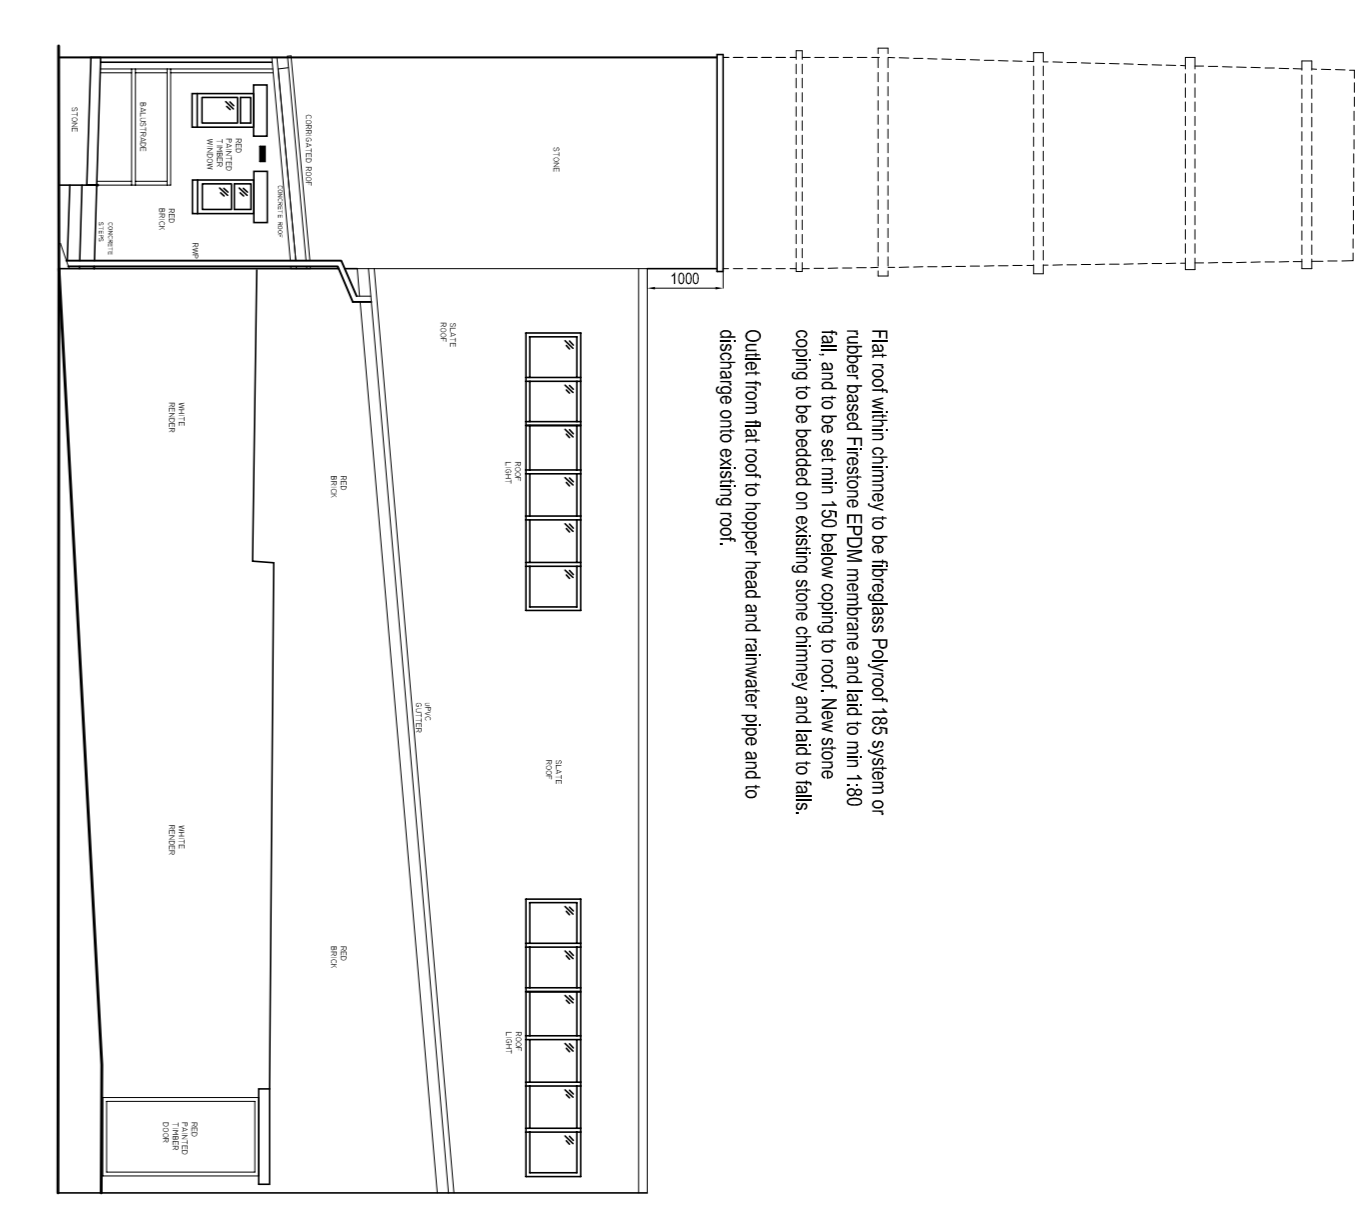 Flat roof within chimney to be fibreglass Polyroof 185 system or
rubber based Firestone EPDM membrane and laid to min 1:80
fall, and to be set min 150 below coping to roof. New stone
coping to be bedded on existing stone chimney and laid to falls.
Outlet from flat roof to hopper head and rainwater pipe and to
discharge onto existing roof.
1000
STONE
SLATE
ROOF
ROOF
LIGHT
ROOF
LIGHT
SLATE
ROOF
uPVC
GUTTER
RED
BRICK
RED
BRICK
CORRIGATED ROOF
CONCRETE ROOF
RED
PAINTED
TIMBER
WINDOW
RWP
RED
PAINTED
TIMBER
DOOR
WHITE
RENDER
WHITE
RENDER
RED
BRICK
BALUSTRADE
CONCRETE
STEPS
STONE